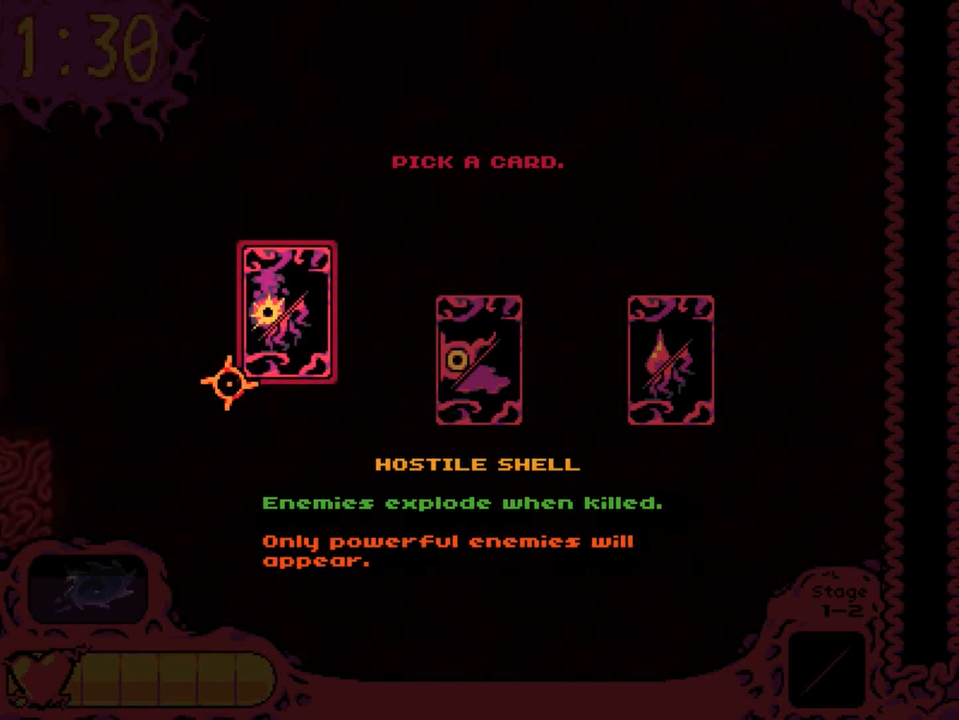 1:30
PICK A CARD.
HOSTILE SHELL
Enemies explode when killed.
Only powerful enemies will
appear.
Stage
1-2